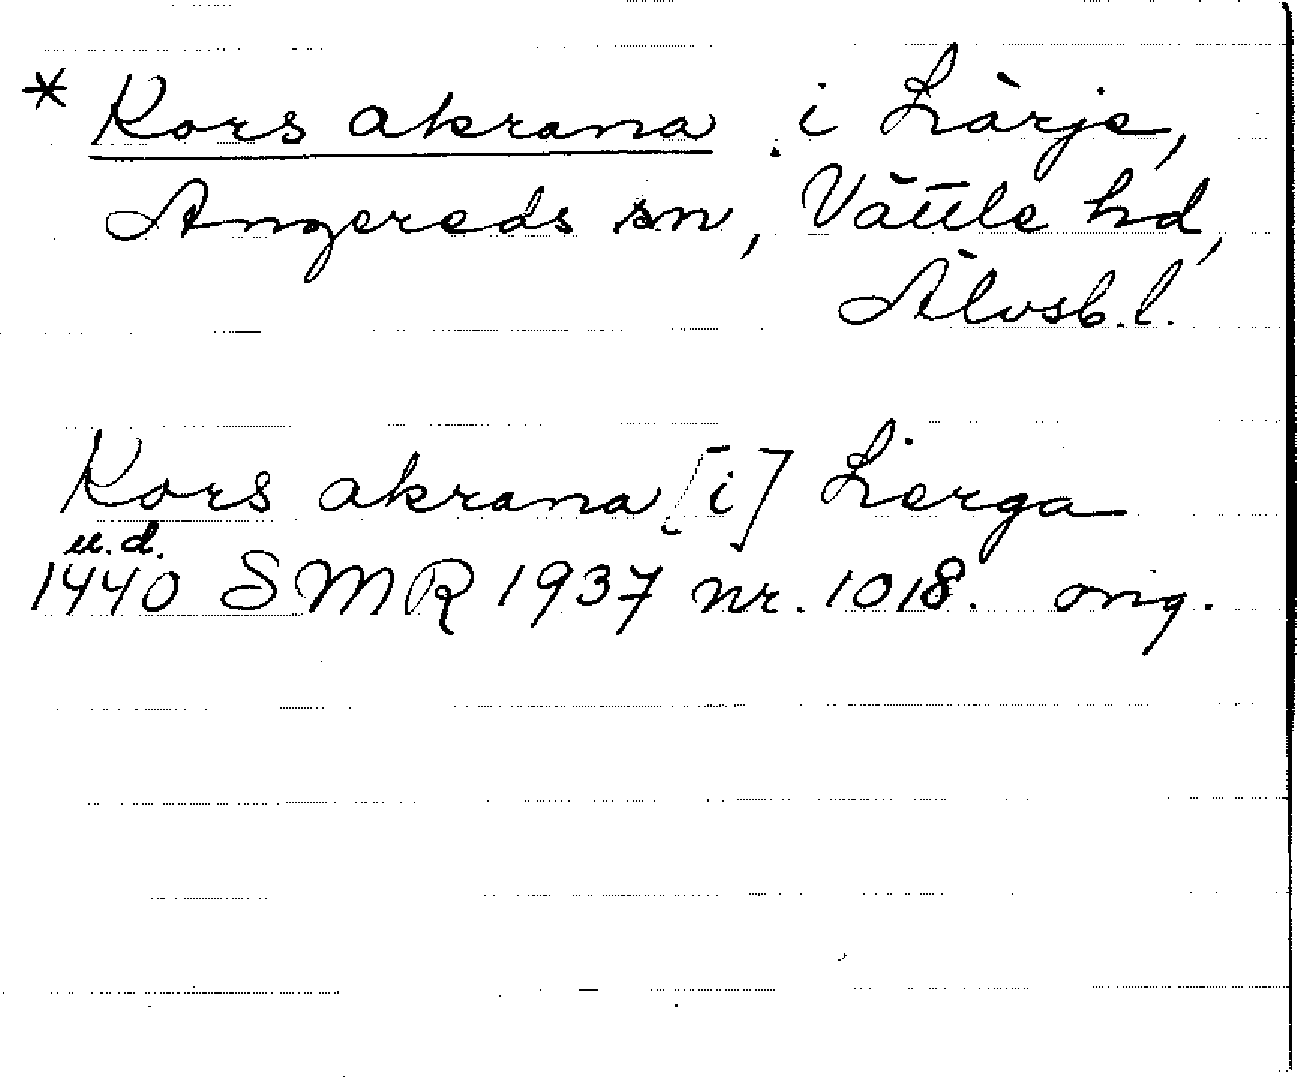 * Kors akrana i Lärje,
Angereds sn, Vättle hd,
Älvsb. l.
Kors akrana [i] Lerga
u. d.
1440 SMR 1937 nr. 1018. orig.